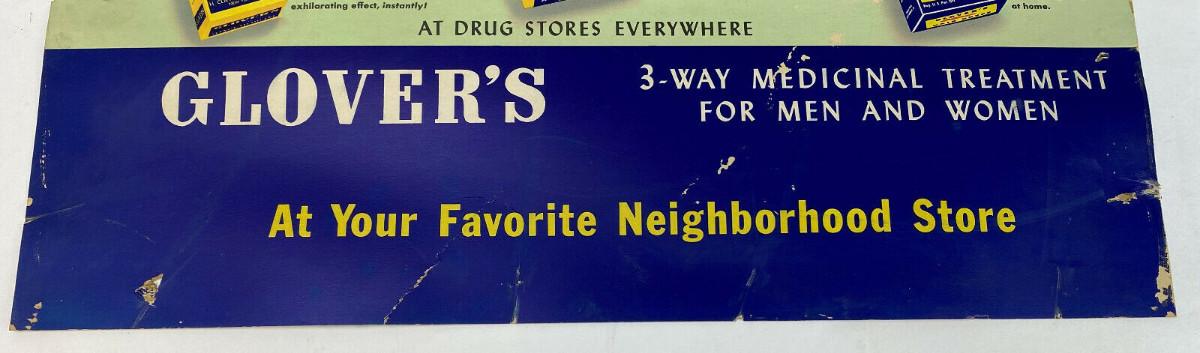 exhilarating effect, instantly!
at home.
AT DRUG STORES EVERYWHERE
GLOVER'S
3-WAY MEDICINAL TREATMENT
FOR MEN AND WOMEN
At Your Favorite Neighborhood Store